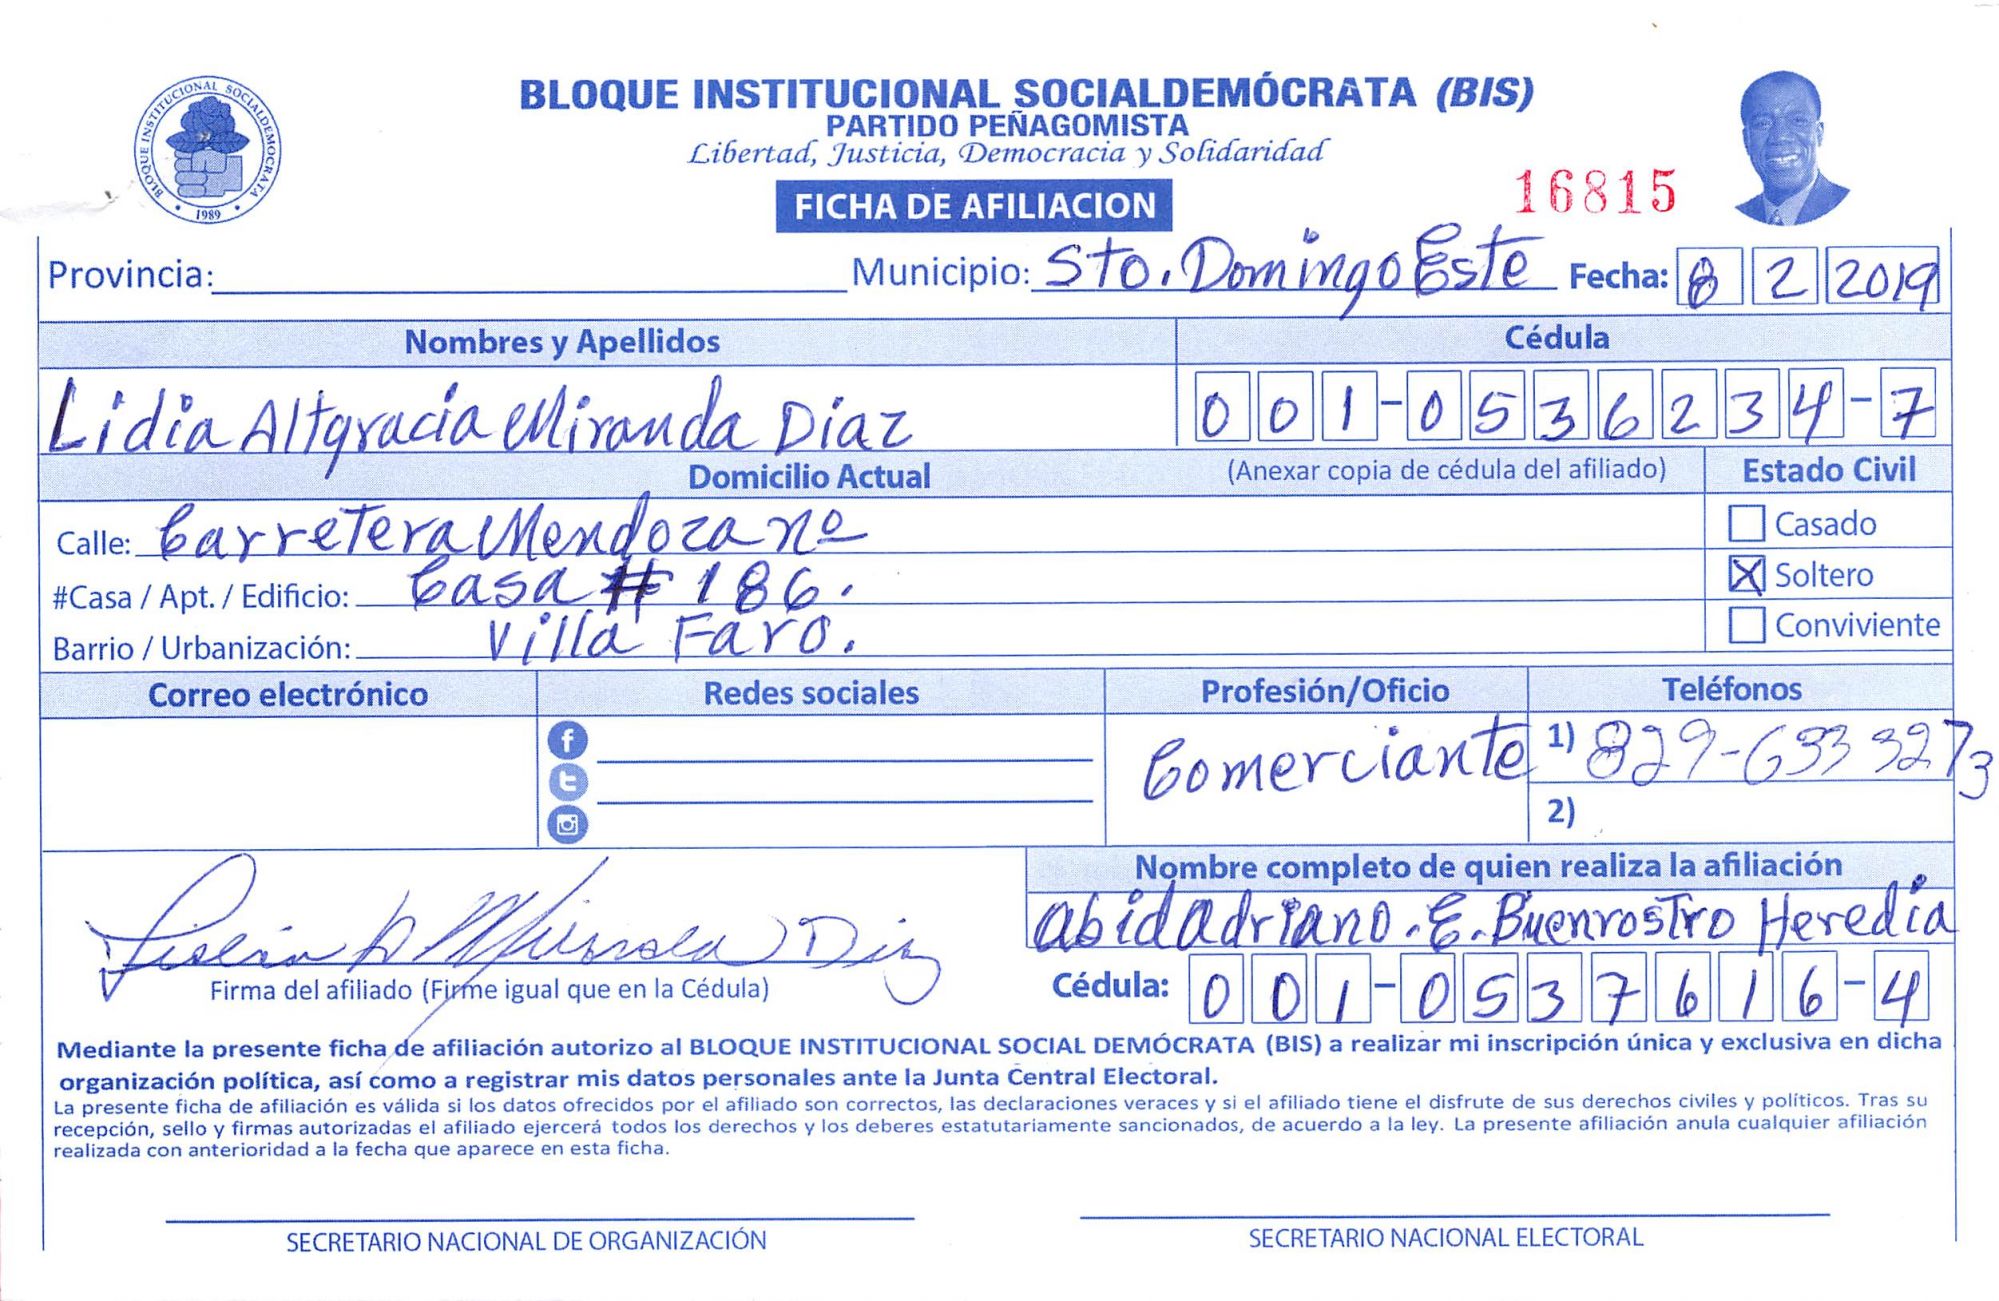 BLOQUE INSTITUCIONAL SOCIALDEMOCRATA
1989
BLOQUE INSTITUCIONAL SOCIALDEMÓCRATA (BIS)
PARTIDO PEÑAGOMISTA
Libertad, Justicia, Democracia y Solidaridad
FICHA DE AFILIACION
16815
Provincia: Municipio: Sto. Domingo Este Fecha: 8 2 2019
Nombres y Apellidos Cédula
Lidia Altgracia Miranda Diaz 001-0536234-7
Domicilio Actual (Anexar copia de cédula del afiliado) Estado Civil
Calle: Carretera Mendoza nº Casado
#Casa / Apt. / Edificio: Casa # 186. X Soltero
Barrio / Urbanización: Villa Faro. Conviviente
Correo electrónico Redes sociales Profesión/Oficio Teléfonos
Comerciante 1) 829-633 3273
2)
Nombre completo de quien realiza la afiliación
abidAdriano. E. Buenrostro Heredia
Firma del afiliado (Firme igual que en la Cédula) Cédula: 001-0537616-4
Mediante la presente ficha de afiliación autorizo al BLOQUE INSTITUCIONAL SOCIAL DEMÓCRATA (BIS) a realizar mi inscripción única y exclusiva en dicha
organización política, así como a registrar mis datos personales ante la Junta Central Electoral.
La presente ficha de afiliación es válida si los datos ofrecidos por el afiliado son correctos, las declaraciones veraces y si el afiliado tiene el disfrute de sus derechos civiles y políticos. Tras su
recepción, sello y firmas autorizadas el afiliado ejercerá todos los derechos y los deberes estatutariamente sancionados, de acuerdo a la ley. La presente afiliación anula cualquier afiliación
realizada con anterioridad a la fecha que aparece en esta ficha.
SECRETARIO NACIONAL DE ORGANIZACIÓN SECRETARIO NACIONAL ELECTORAL